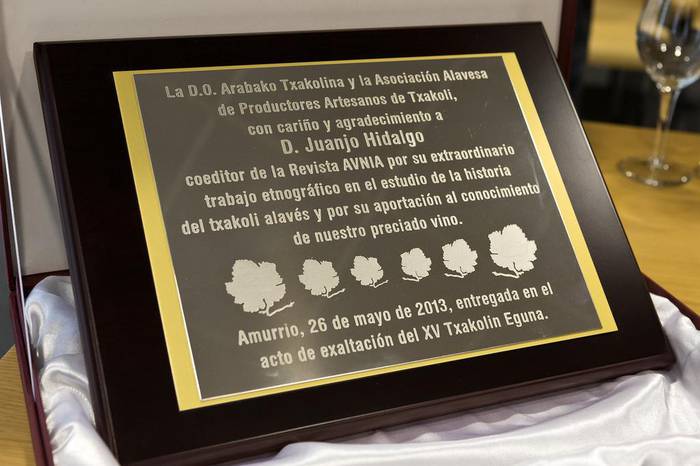 La D.O. Arabako Txakolina y la Asociación Alavesa
de Productores Artesanos de Txakoli,
con cariño y agradecimiento a
D. Juanjo Hidalgo
coeditor de la Revista AVNIA por su extraordinario
trabajo etnográfico en el estudio de la historia
del txakoli alavés y por su aportación al conocimiento
de nuestro preciado vino.
Amurrio, 26 de mayo de 2013, entregada en el
acto de exaltación del XV Txakolin Eguna.